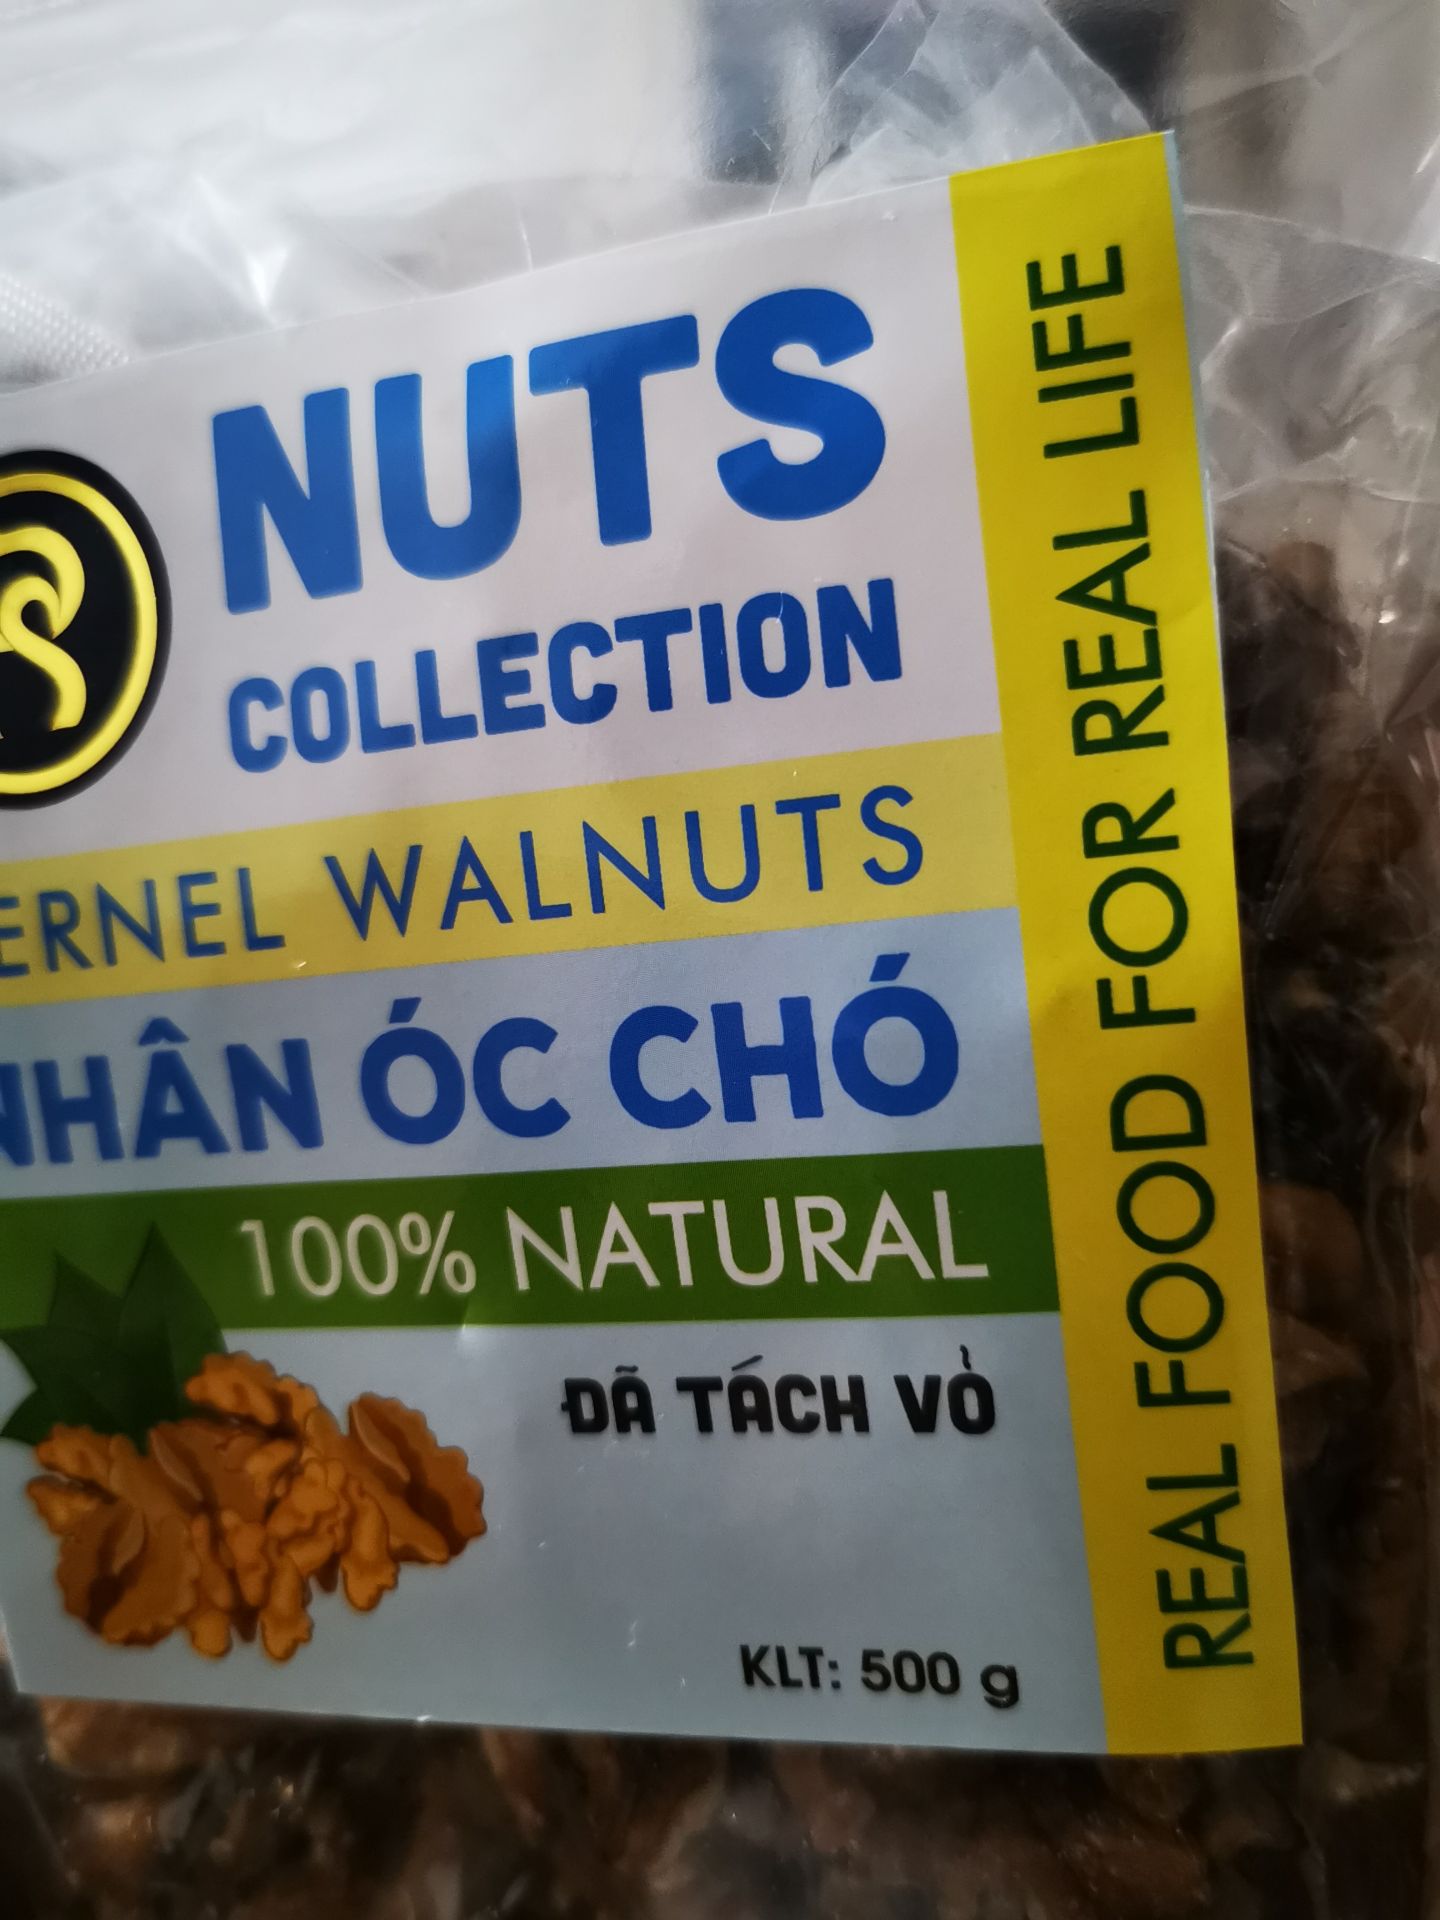 NUTS
COLLECTION
ERNEL WALNUTS
NHÂN ÓC CHÓ
100% NATURAL
ĐÃ TÁCH VỎ
KLT: 500 g
REAL FOOD FOR REAL LIFE